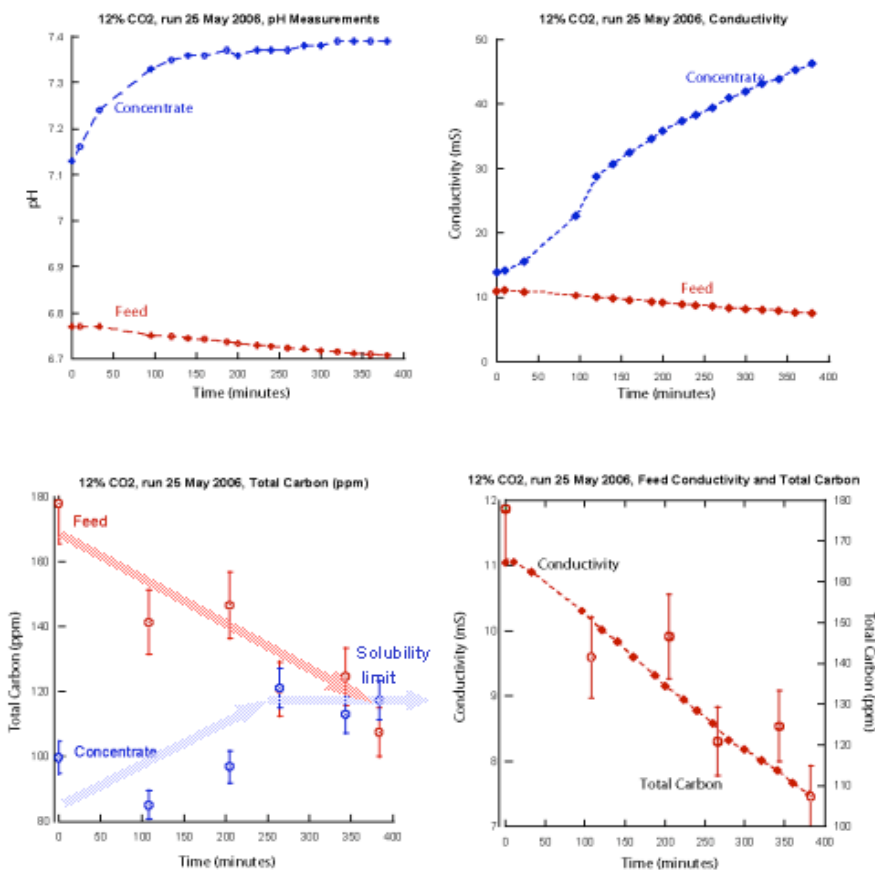 12% CO2, run 25 May 2006, pH Measurements
7.4
7.3
7.2
7.1
7
6.9
6.8
6.7
pH
Concentrate
Feed
0 50 100 150 200 250 300 350 400
Time (minutes)
12% CO2, run 25 May 2006, Conductivity
50
40
30
20
10
0
Conductivity (mS)
Concentrate
Feed
0 50 100 150 200 250 300 350 400
Time (minutes)
12% CO2, run 25 May 2006, Total Carbon (ppm)
180
160
140
120
100
80
Total Carbon (ppm)
Feed
Solubility
limit
Concentrate
0 50 100 150 200 250 300 350 400
Time (minutes)
12% CO2, run 25 May 2006, Feed Conductivity and Total Carbon
12
11
10
9
8
7
Conductivity (mS)
Conductivity
Total Carbon
180
170
160
150
140
130
120
110
100
Total Carbon (ppm)
0 50 100 150 200 250 300 350 400
Time (minutes)